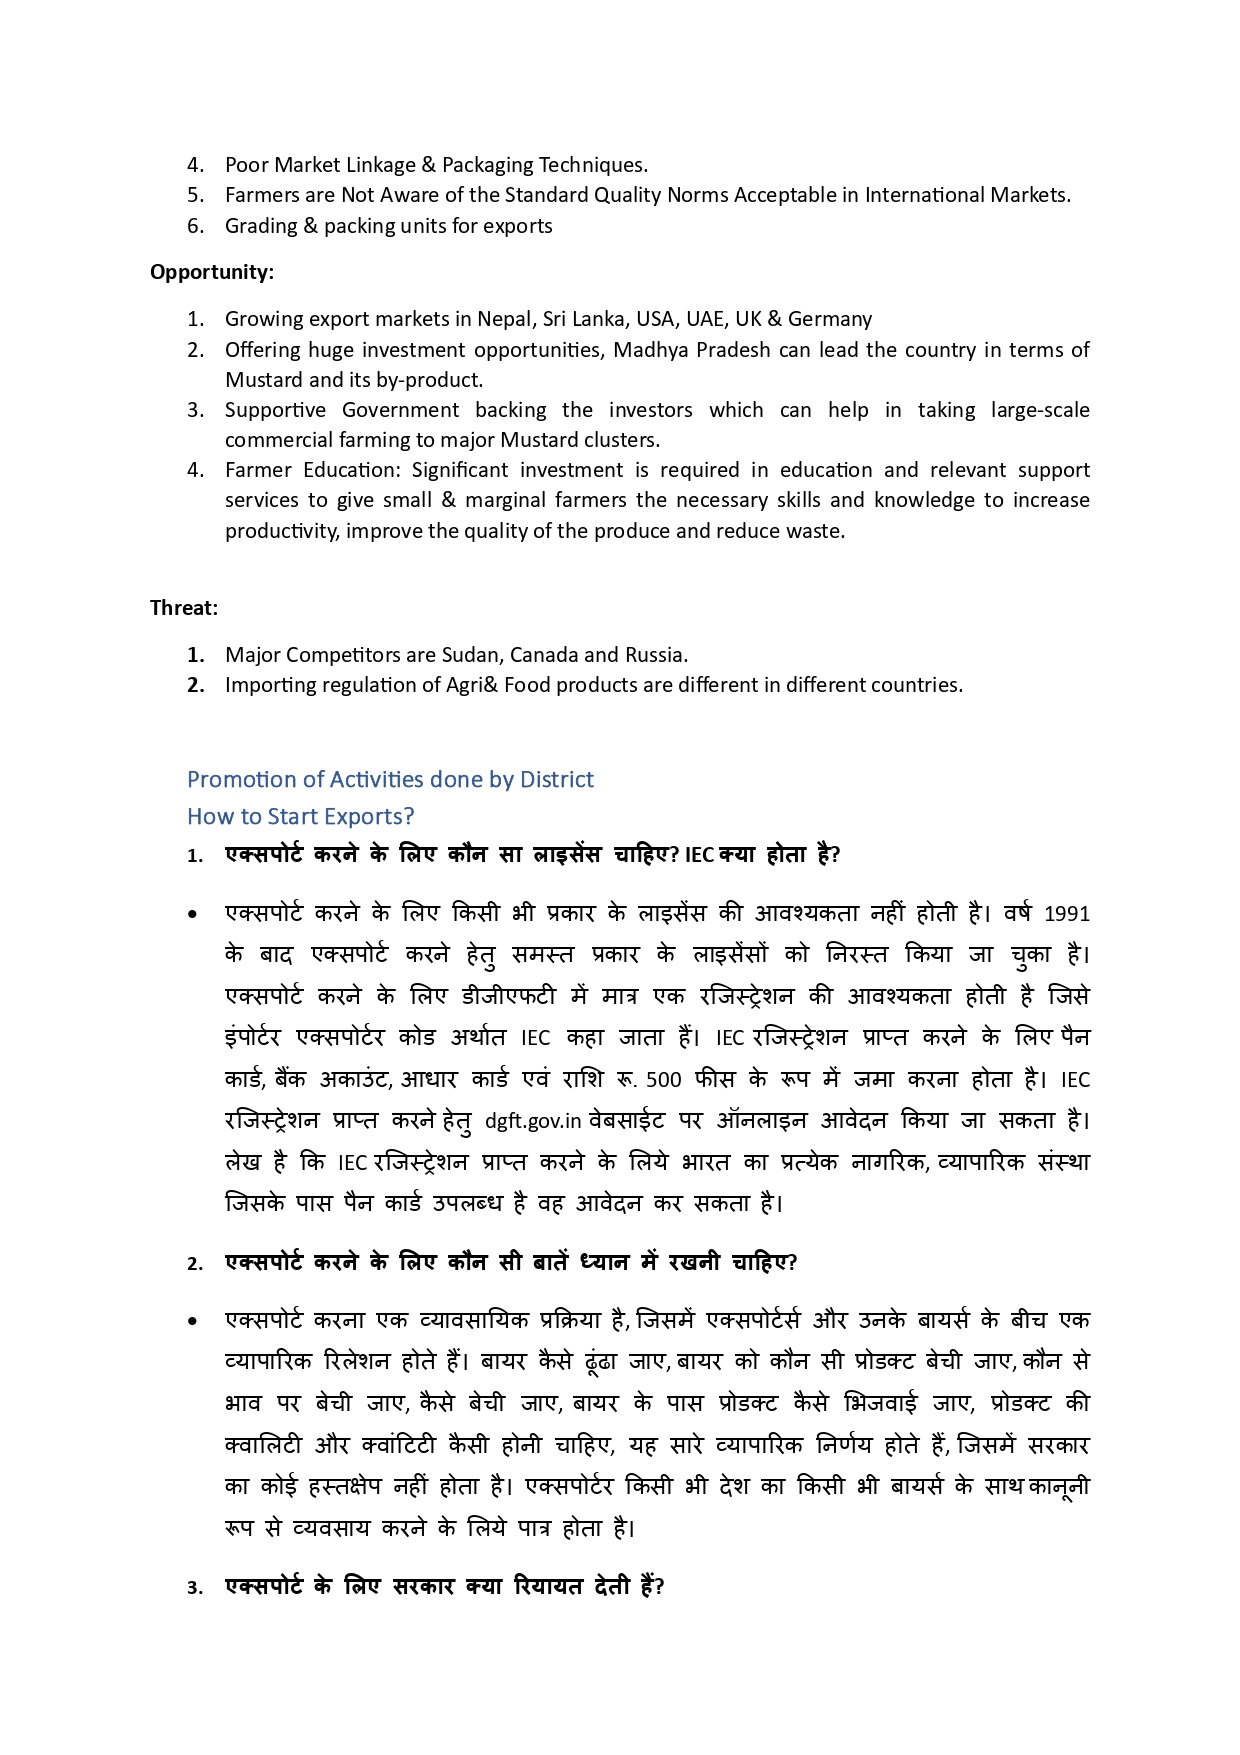 4. Poor Market Linkage & Packaging Techniques.
5. Farmers are Not Aware of the Standard Quality Norms Acceptable in International Markets.
6. Grading & packing units for exports
Opportunity:
1. Growing export markets in Nepal, Sri Lanka, USA, UAE, UK & Germany
2. Offering huge investment opportunities, Madhya Pradesh can lead the country in terms of
Mustard and its by-product.
3. Supportive Government backing the investors which can help in taking large-scale
commercial farming to major Mustard clusters.
4. Farmer Education: Significant investment is required in education and relevant support
services to give small & marginal farmers the necessary skills and knowledge to increase
productivity, improve the quality of the produce and reduce waste.
Threat:
1. Major Competitors are Sudan, Canada and Russia.
2. Importing regulation of Agri& Food products are different in different countries.
Promotion of Activities done by District
How to Start Exports?
1. एक्सपोर्ट करने के लिए कौन सा लाइसेंस चाहिए? IEC क्या होता है?
• एक्सपोर्ट करने के लिए किसी भी प्रकार के लाइसेंस की आवश्यकता नहीं होती है। वर्ष 1991
के बाद एक्सपोर्ट करने हेतु समस्त प्रकार के लाइसेंसों को निरस्त किया जा चुका है।
एक्सपोर्ट करने के लिए डीजीएफटी में मात्र एक रजिस्ट्रेशन की आवश्यकता होती है जिसे
इंपोर्टर एक्सपोर्टर कोड अर्थात IEC कहा जाता हैं। IEC रजिस्ट्रेशन प्राप्त करने के लिए पैन
कार्ड, बैंक अकाउंट, आधार कार्ड एवं राशि रू. 500 फीस के रूप में जमा करना होता है। IEC
रजिस्ट्रेशन प्राप्त करने हेतु dgft.gov.in वेबसाईट पर ऑनलाइन आवेदन किया जा सकता है।
लेख है कि IEC रजिस्ट्रेशन प्राप्त करने के लिये भारत का प्रत्येक नागरिक, व्यापारिक संस्था
जिसके पास पैन कार्ड उपलब्ध है वह आवेदन कर सकता है।
2. एक्सपोर्ट करने के लिए कौन सी बातें ध्यान में रखनी चाहिए?
• एक्सपोर्ट करना एक व्यावसायिक प्रक्रिया है, जिसमें एक्सपोर्टर्स और उनके बायर्स के बीच एक
व्यापारिक रिलेशन होते हैं। बायर कैसे ढूंढा जाए, बायर को कौन सी प्रोडक्ट बेची जाए, कौन से
भाव पर बेची जाए, कैसे बेची जाए, बायर के पास प्रोडक्ट कैसे भिजवाई जाए, प्रोडक्ट की
क्वालिटी और क्वांटिटी कैसी होनी चाहिए, यह सारे व्यापारिक निर्णय होते हैं, जिसमें सरकार
का कोई हस्तक्षेप नहीं होता है। एक्सपोर्टर किसी भी देश का किसी भी बायर्स के साथ कानूनी
रूप से व्यवसाय करने के लिये पात्र होता है।
3. एक्सपोर्ट के लिए सरकार क्या रियायत देती हैं?